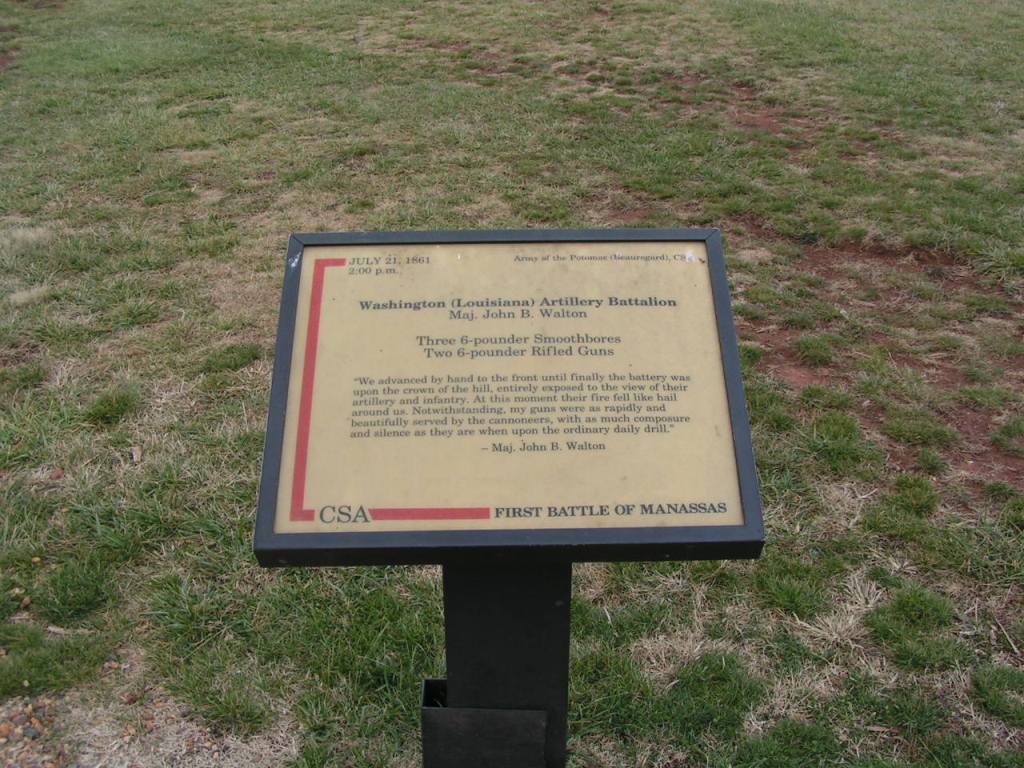 JULY 21, 1861
2:00 p.m.
Army of the Potomac (Beauregard), CSA
Washington (Louisiana) Artillery Battalion
Maj. John B. Walton
Three 6-pounder Smoothbores
Two 6-pounder Rifled Guns
"We advanced by hand to the front until finally the battery was
upon the crown of the hill, entirely exposed to the view of their
artillery and infantry. At this moment their fire fell like hail
around us. Notwithstanding, my guns were as rapidly and
beautifully served by the cannoneers, with as much composure
and silence as they are when upon the ordinary daily drill."
– Maj. John B. Walton
CSA
FIRST BATTLE OF MANASSAS